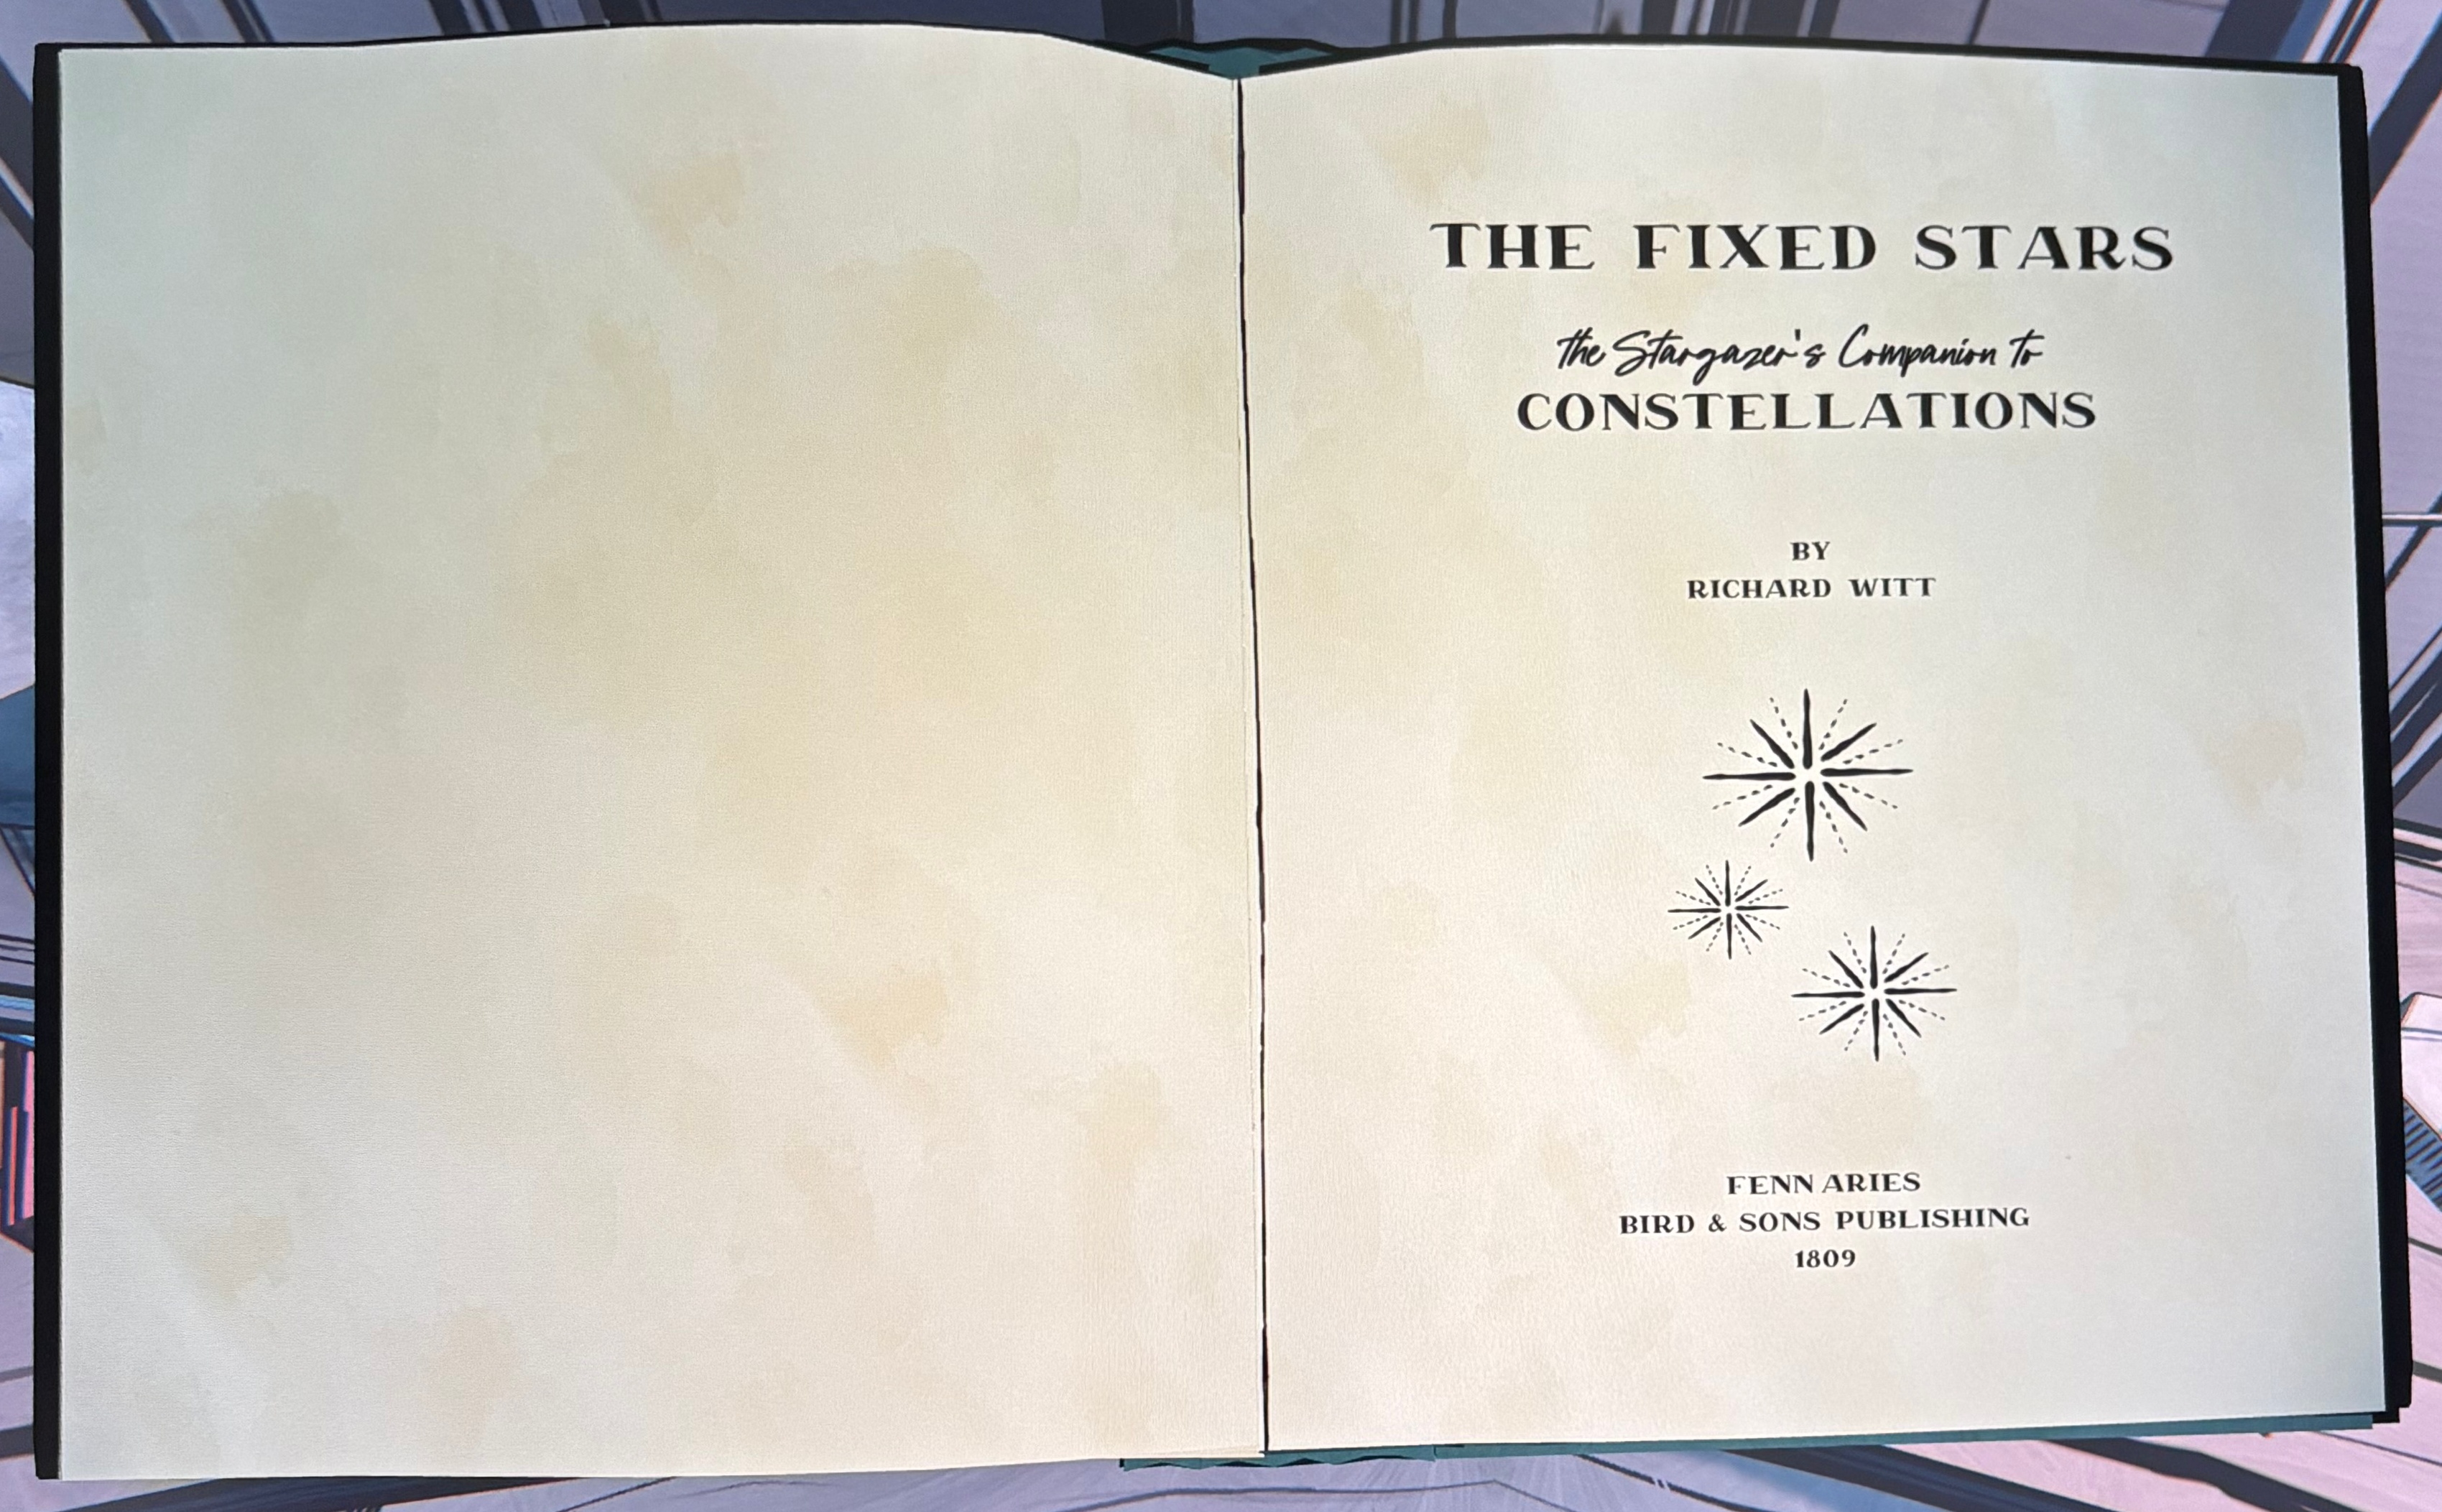 THE FIXED STARS
the Stargazer's Companion to
CONSTELLATIONS
BY
RICHARD WITT
FENN ARIES
BIRD & SONS PUBLISHING
1809